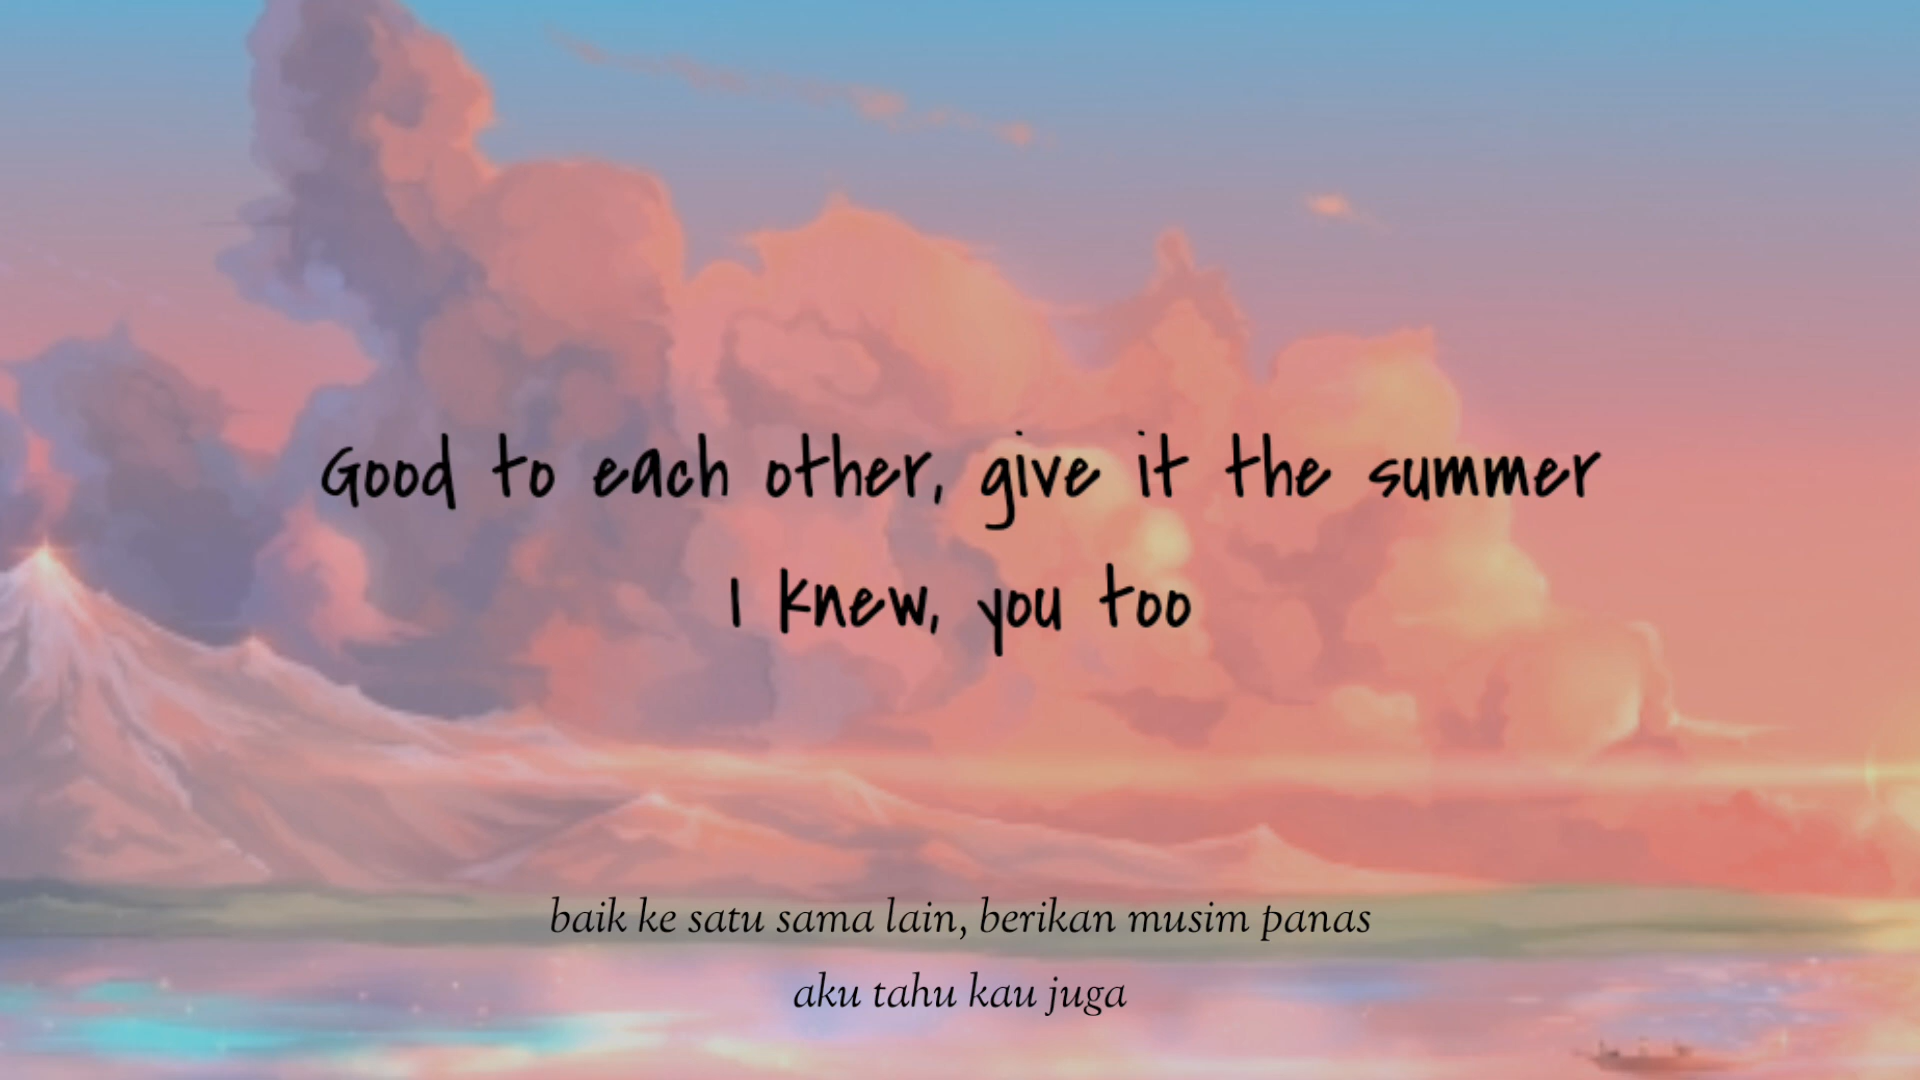 Good to each other, give it the summer
I knew, you too
baik ke satu sama lain, berikan musim panas
aku tahu kau juga